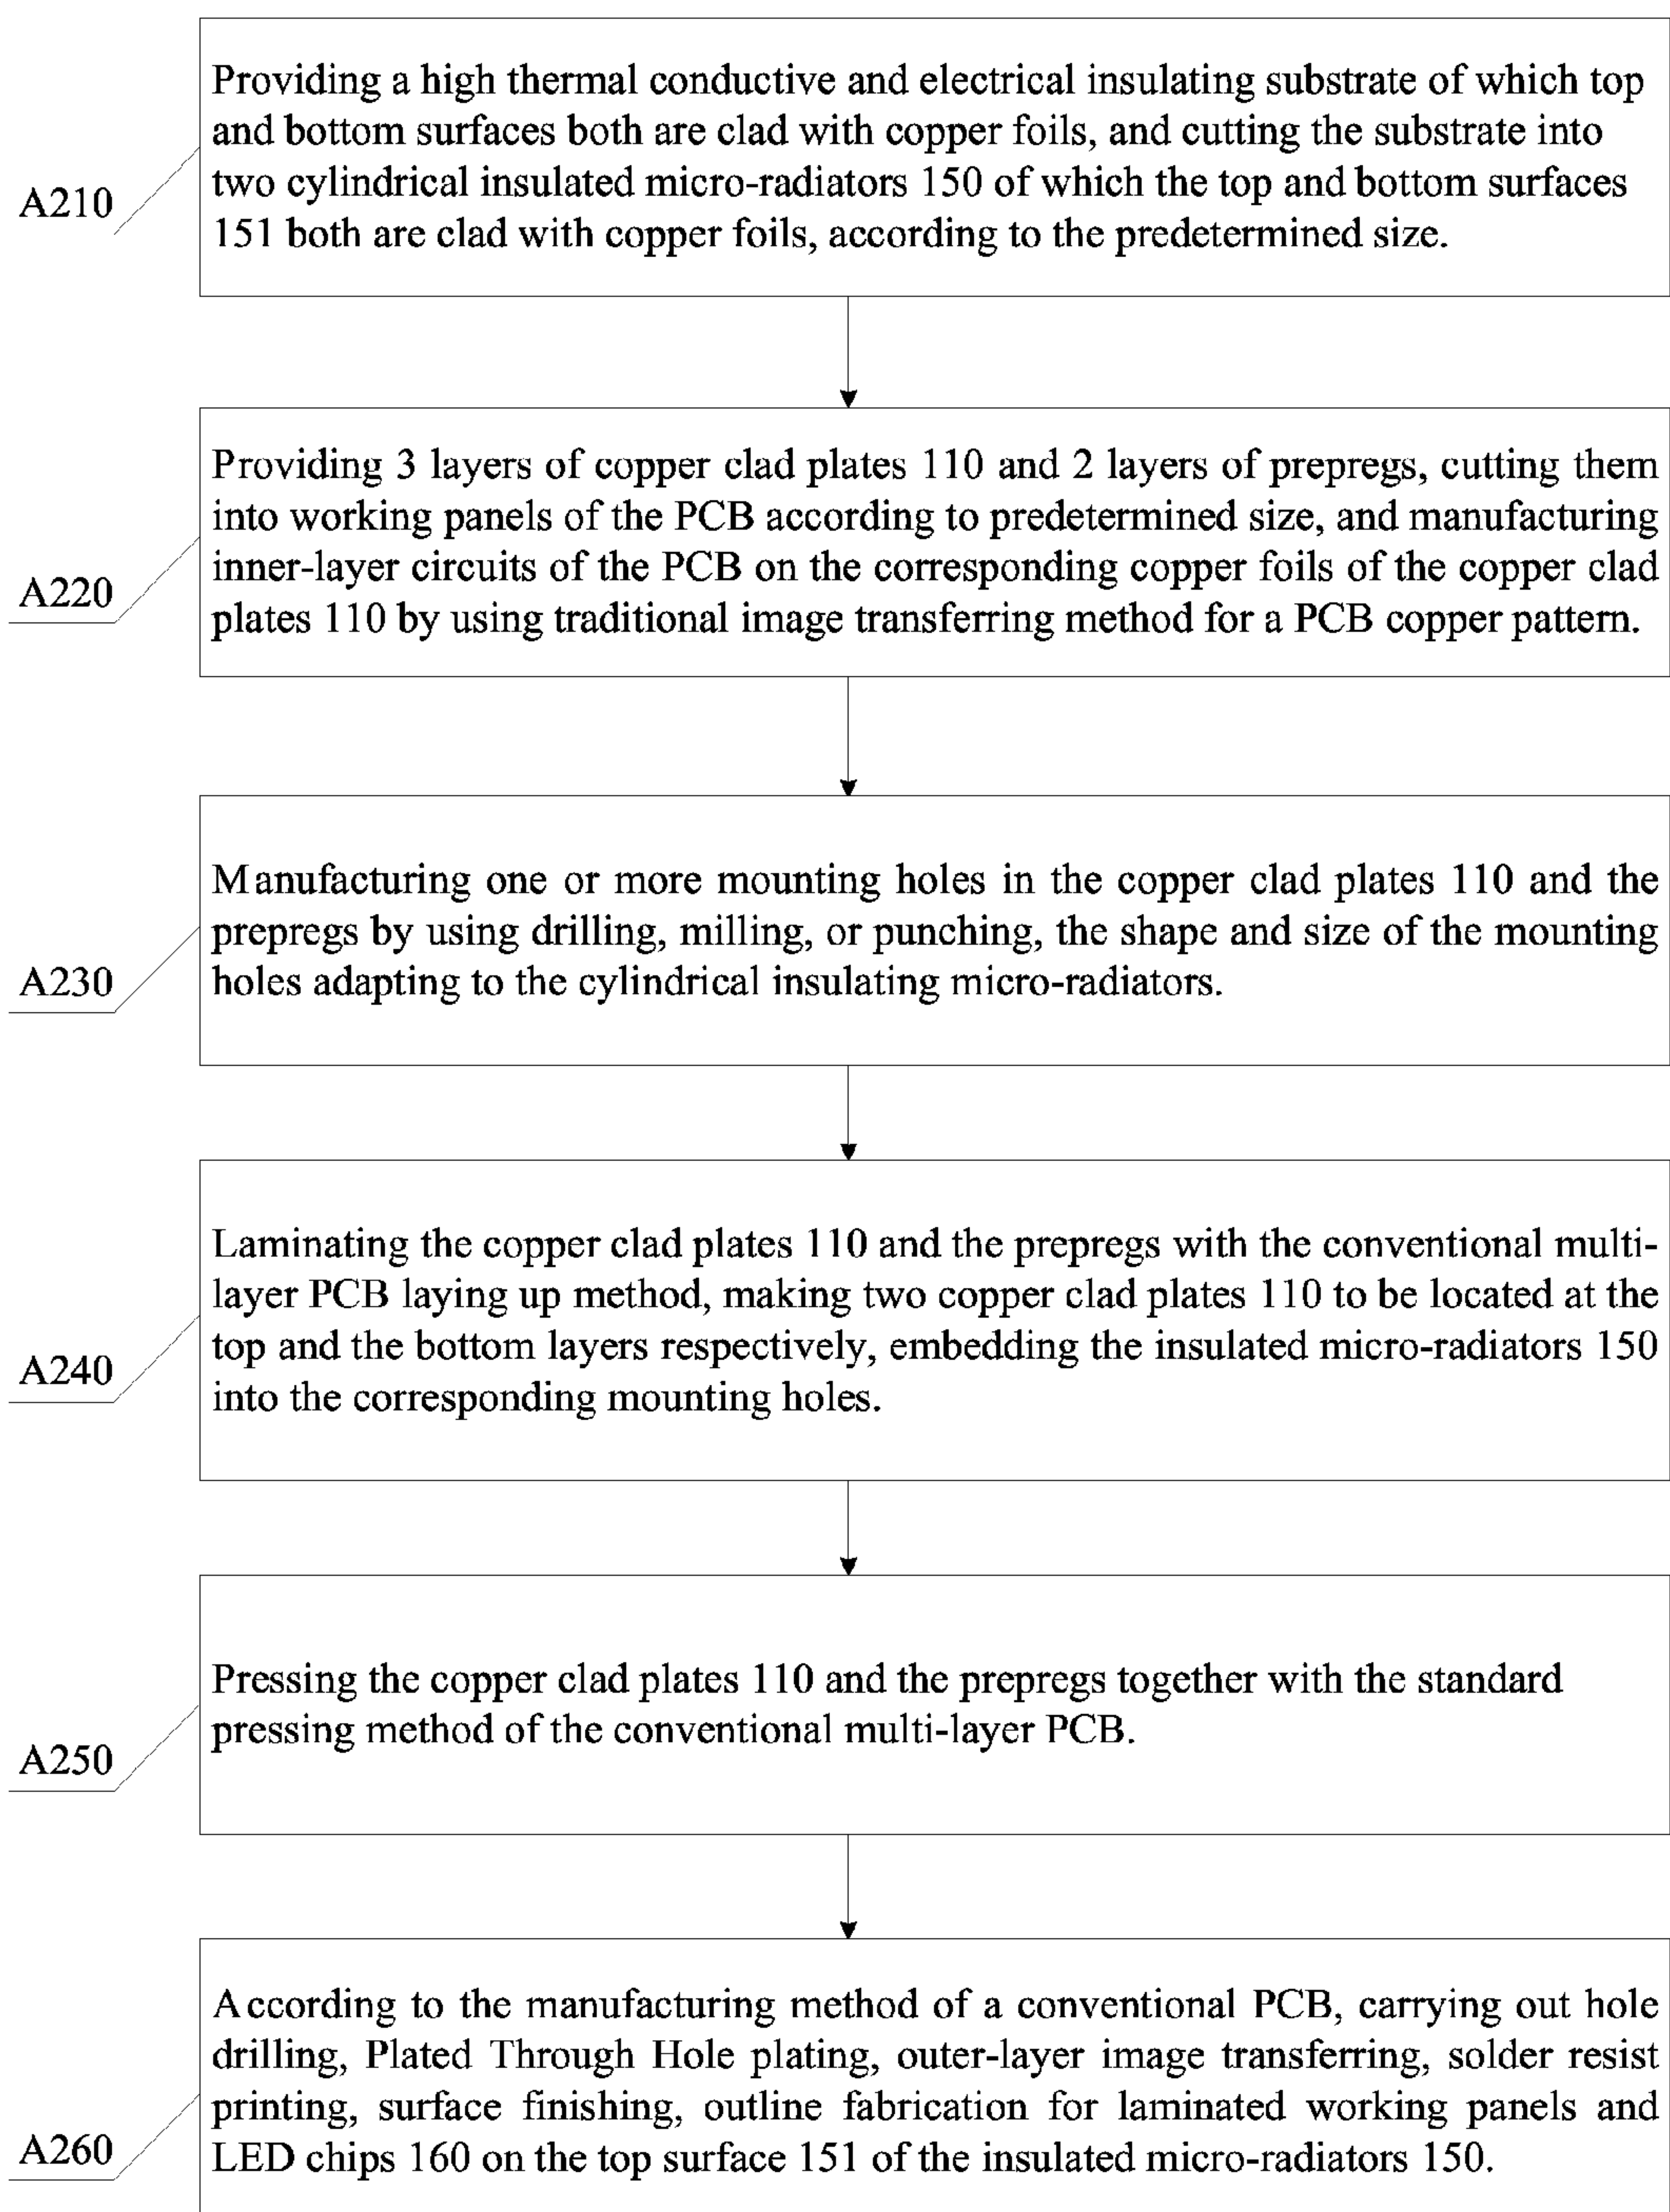 Providing a high thermal conductive and electrical insulating substrate of which top
and bottom surfaces both are clad with copper foils, and cutting the substrate into
two cylindrical insulated micro-radiators 150 of which the top and bottom surfaces
151 both are clad with copper foils, according to the predetermined size.
A210
Providing 3 layers of copper clad plates 110 and 2 layers of prepregs, cutting them
into working panels of the PCB according to predetermined size, and manufacturing
inner-layer circuits of the PCB on the corresponding copper foils of the copper clad
plates 110 by using traditional image transferring method for a PCB copper pattern.
A220
Manufacturing one or more mounting holes in the copper clad plates 110 and the
prepregs by using drilling, milling, or punching, the shape and size of the mounting
holes adapting to the cylindrical insulating micro-radiators.
A230
Laminating the copper clad plates 110 and the prepregs with the conventional multi-
layer PCB laying up method, making two copper clad plates 110 to be located at the
top and the bottom layers respectively, embedding the insulated micro-radiators 150
into the corresponding mounting holes.
A240
Pressing the copper clad plates 110 and the prepregs together with the standard
pressing method of the conventional multi-layer PCB.
A250
According to the manufacturing method of a conventional PCB, carrying out hole
drilling, Plated Through Hole plating, outer-layer image transferring, solder resist
printing, surface finishing, outline fabrication for laminated working panels and
LED chips 160 on the top surface 151 of the insulated micro-radiators 150.
A260